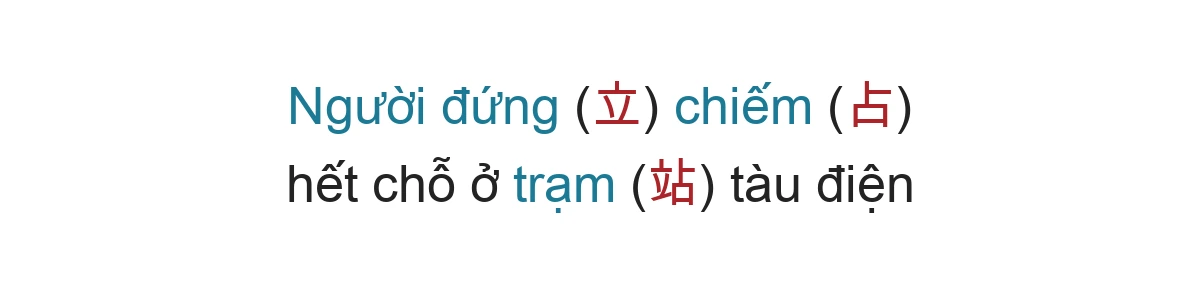 Người đứng (立) chiếm (占)
hết chỗ ở trạm (站) tàu điện